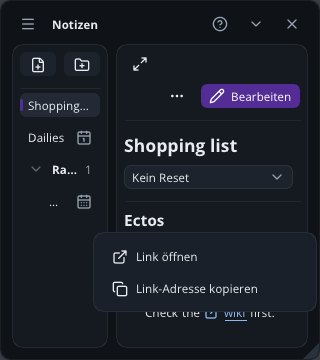 Notizen
Bearbeiten
Shopping...
Dailies
Ra... 1
...
Shopping list
Kein Reset
Ectos
Link öffnen
Link-Adresse kopieren
Check the wiki first.